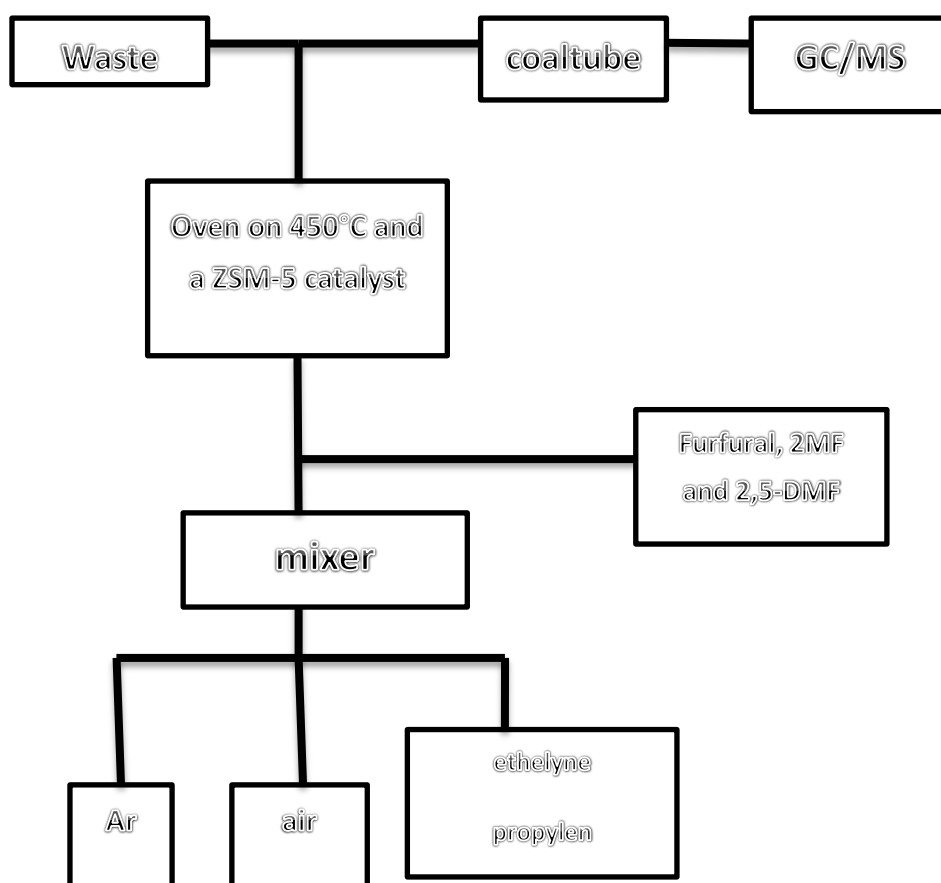 Waste
coaltube
GC/MS
Oven on 450°C and
a ZSM-5 catalyst
Furfural, 2MF
and 2,5-DMF
mixer
Ar
air
ethelyne
propylen